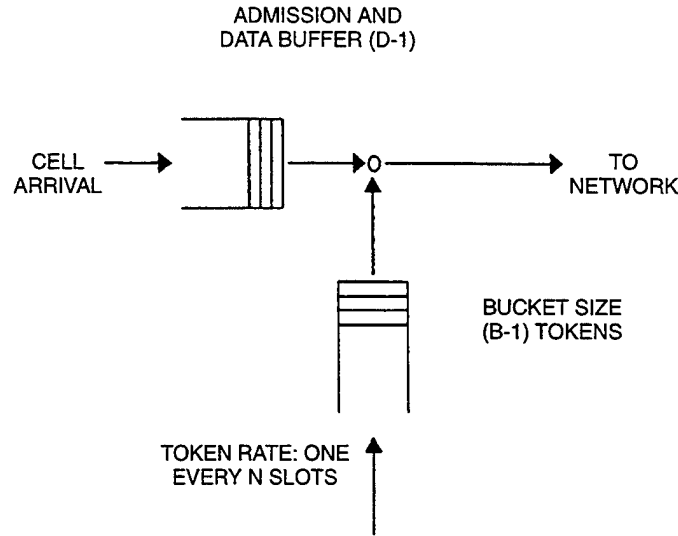 ADMISSION AND
DATA BUFFER (D-1)
CELL
ARRIVAL
TO
NETWORK
BUCKET SIZE
(B-1) TOKENS
TOKEN RATE: ONE
EVERY N SLOTS